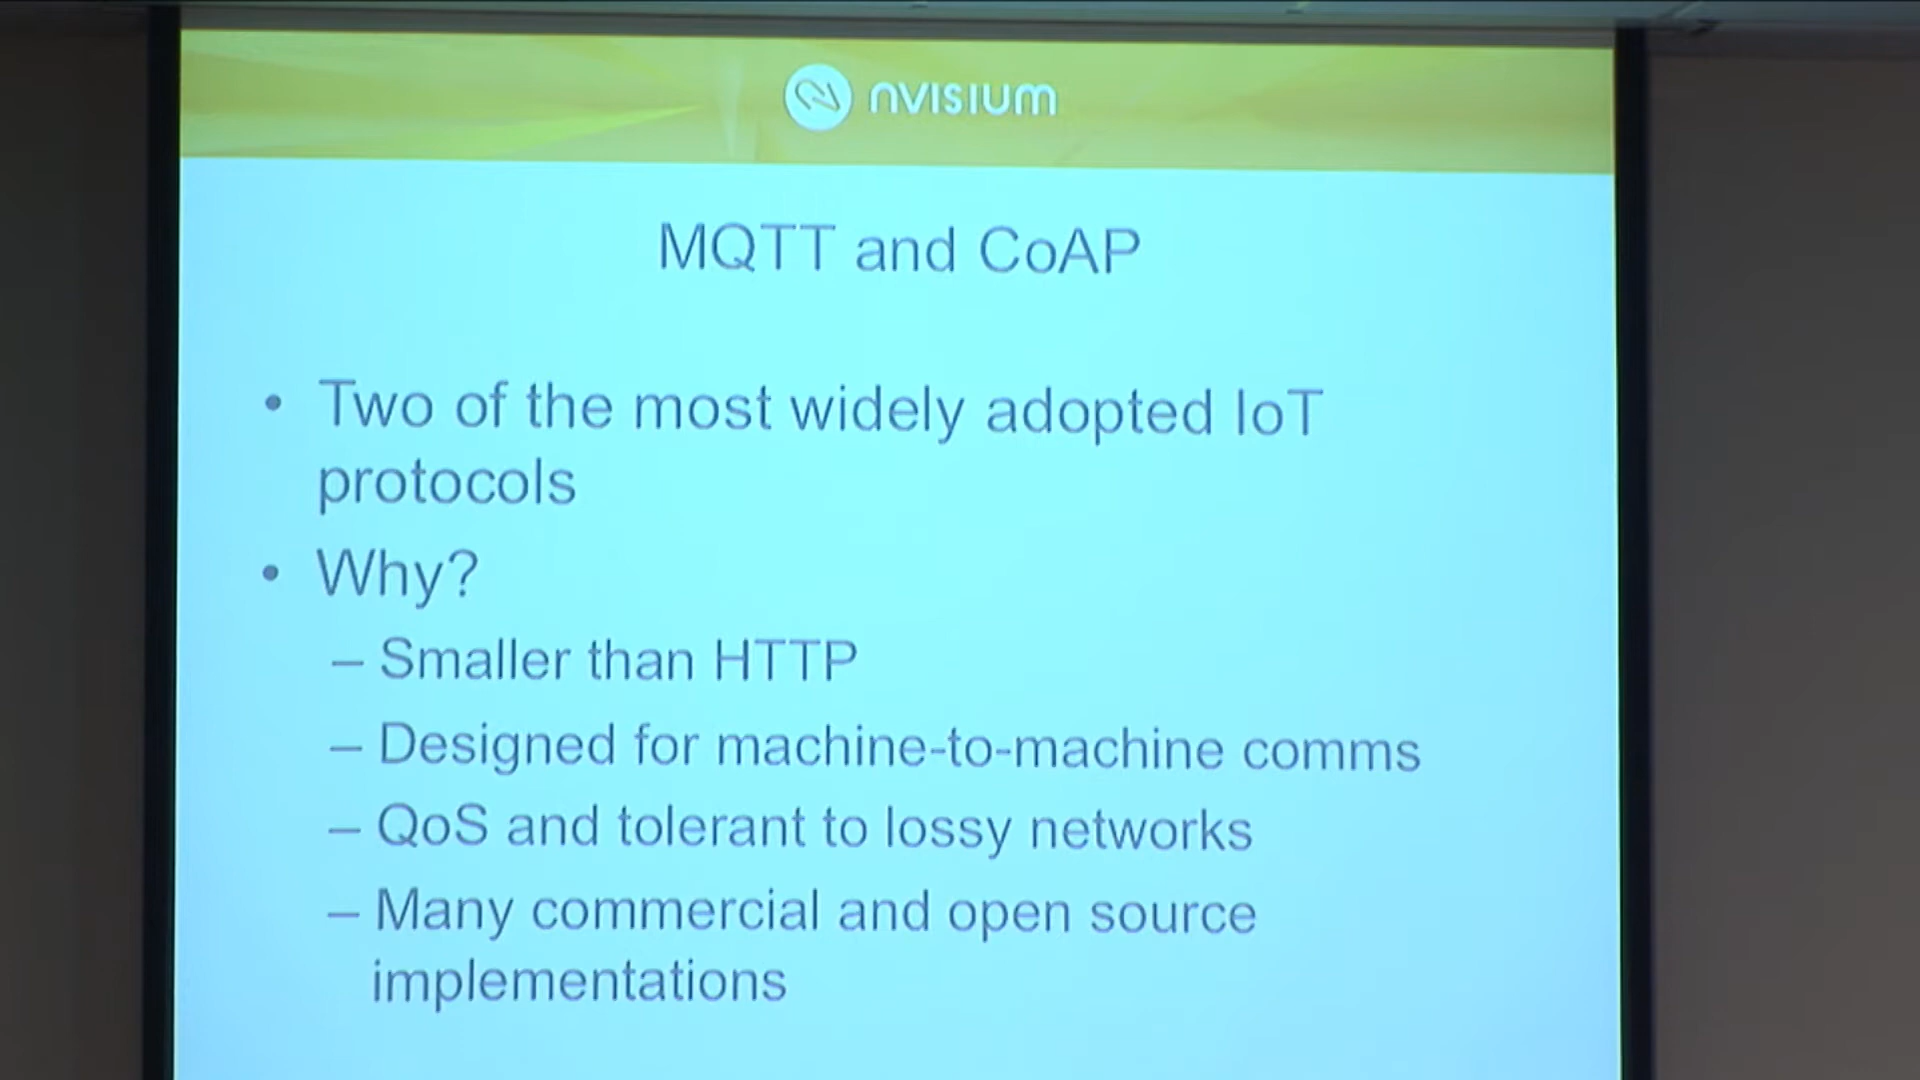 nVISIUM
MQTT and CoAP
• Two of the most widely adopted IoT
protocols
• Why?
– Smaller than HTTP
– Designed for machine-to-machine comms
– QoS and tolerant to lossy networks
– Many commercial and open source
implementations